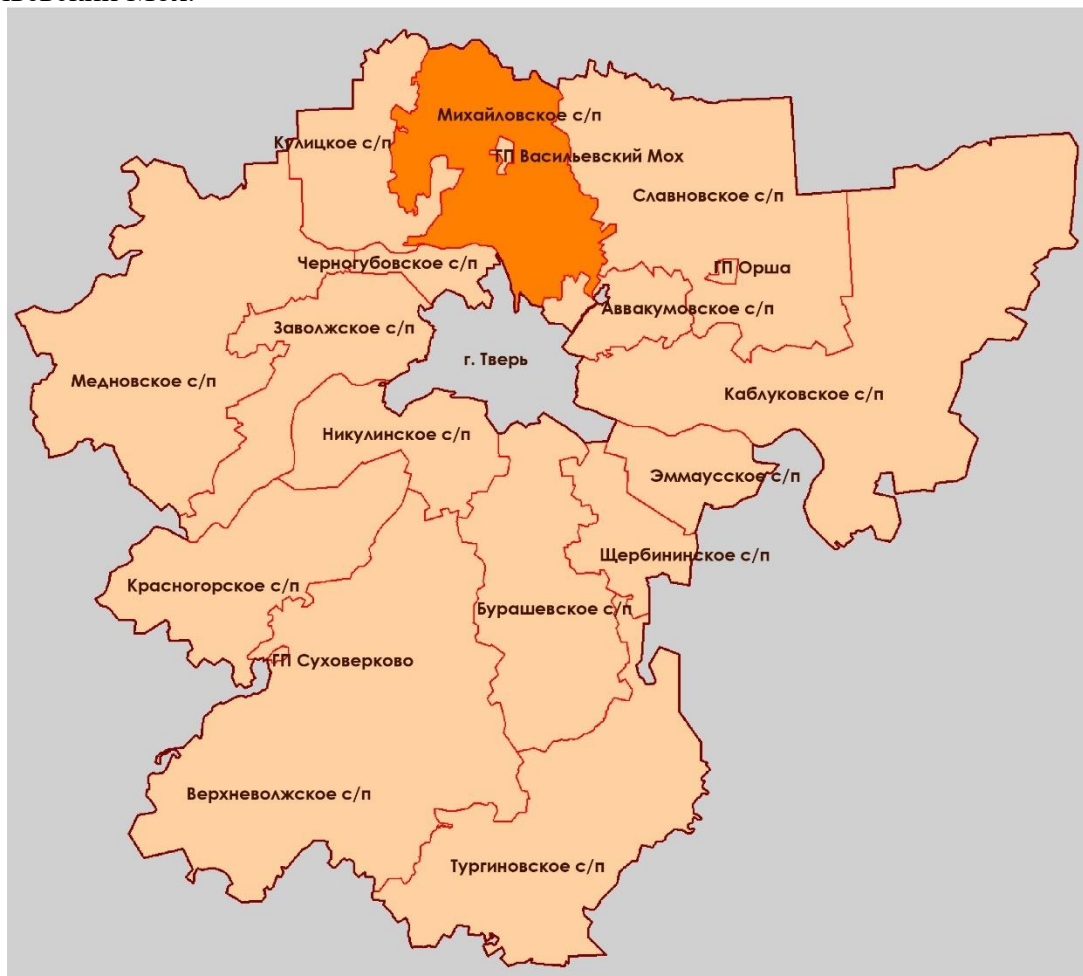 Михайловское с/п
Кулицкое с/п
ГП Васильевский Мох
Славновское с/п
Черногубовское с/п
ГП Орша
Аввакумовское с/п
Заволжское с/п
г. Тверь
Медновское с/п
Каблуковское с/п
Никулинское с/п
Эммаусское с/п
Щербининское с/п
Красногорское с/п
Бурашевское с/п
ГП Суховерково
Верхневолжское с/п
Тургиновское с/п